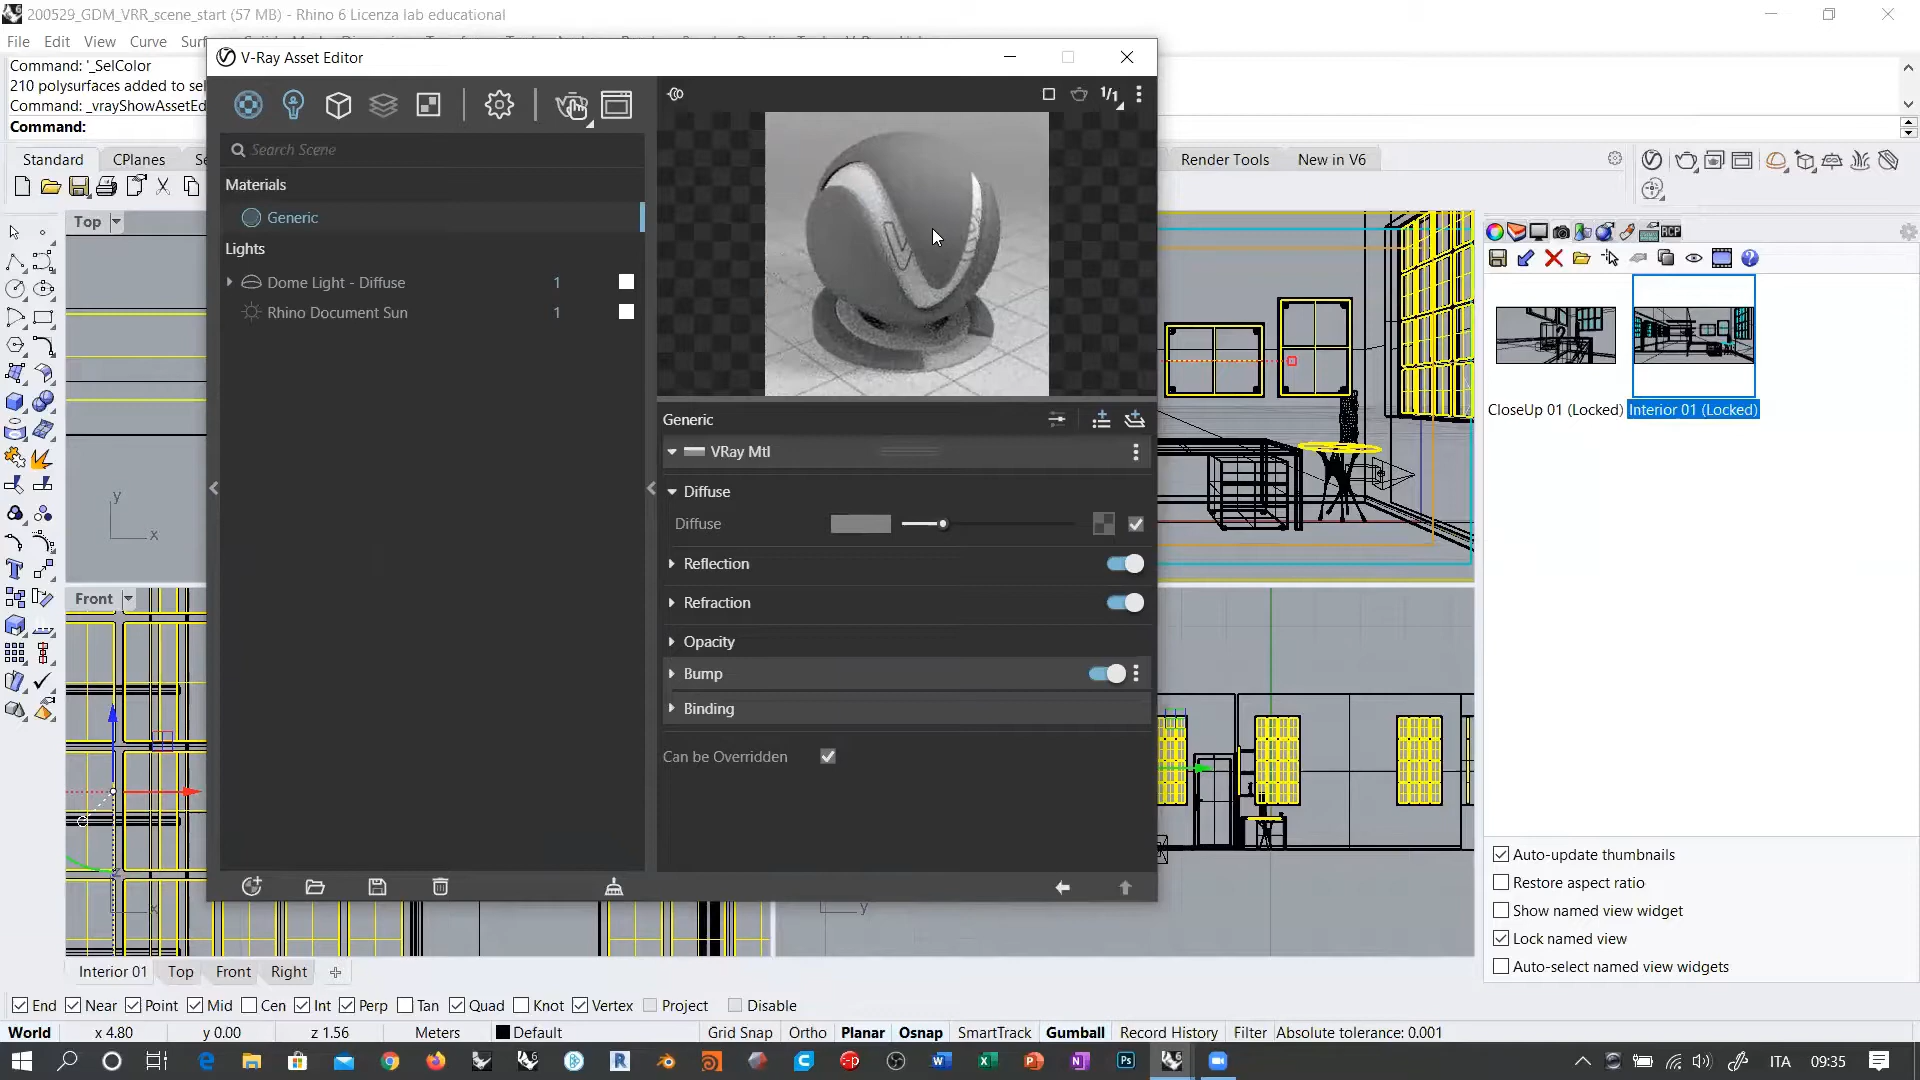 200529_GDM_VRR_scene_start (57 MB) - Rhino 6 Licenza lab educational
File Edit View Curve
Command: '_SelColor
210 polysurfaces added to sel
Command: _vrayShowAssetEd
Command:
Standard CPlanes Se
Render Tools New in V6
V-Ray Asset Editor
1/1
Search Scene
Materials
Generic
Lights
Dome Light - Diffuse 1
Rhino Document Sun 1
Generic
VRay Mtl
Diffuse
Diffuse
Reflection
Refraction
Opacity
Bump
Binding
Can be Overridden
Top
y
x
Front
x
y
RCP
CloseUp 01 (Locked) Interior 01 (Locked)
Auto-update thumbnails
Restore aspect ratio
Show named view widget
Lock named view
Auto-select named view widgets
Interior 01 Top Front Right
End Near Point Mid Cen Int Perp Tan Quad Knot Vertex Project Disable
World x 4.80 y 0.00 z 1.56 Meters Default Grid Snap Ortho Planar Osnap SmartTrack Gumball Record History Filter Absolute tolerance: 0.001
ITA 09:35